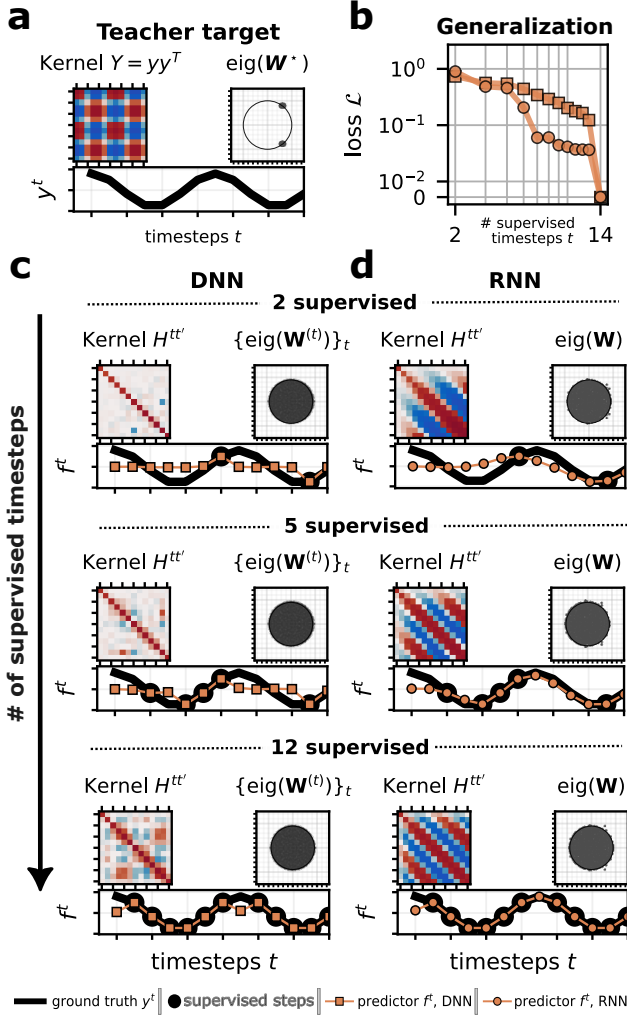 a
Teacher target
Kernel Y = yy^T
eig(W*)
y^t
timesteps t
b
Generalization
loss ℒ
10^0
10^-1
10^-2
0
2
# supervised
timesteps t
14
c
DNN
d
RNN
# of supervised timesteps
2 supervised
Kernel H^tt′
{eig(W^(t))}_t
Kernel H^tt′
eig(W)
f^t
f^t
5 supervised
Kernel H^tt′
{eig(W^(t))}_t
Kernel H^tt′
eig(W)
f^t
f^t
12 supervised
Kernel H^tt′
{eig(W^(t))}_t
Kernel H^tt′
eig(W)
f^t
f^t
timesteps t
timesteps t
ground truth y^t
supervised steps
predictor f^t, DNN
predictor f^t, RNN